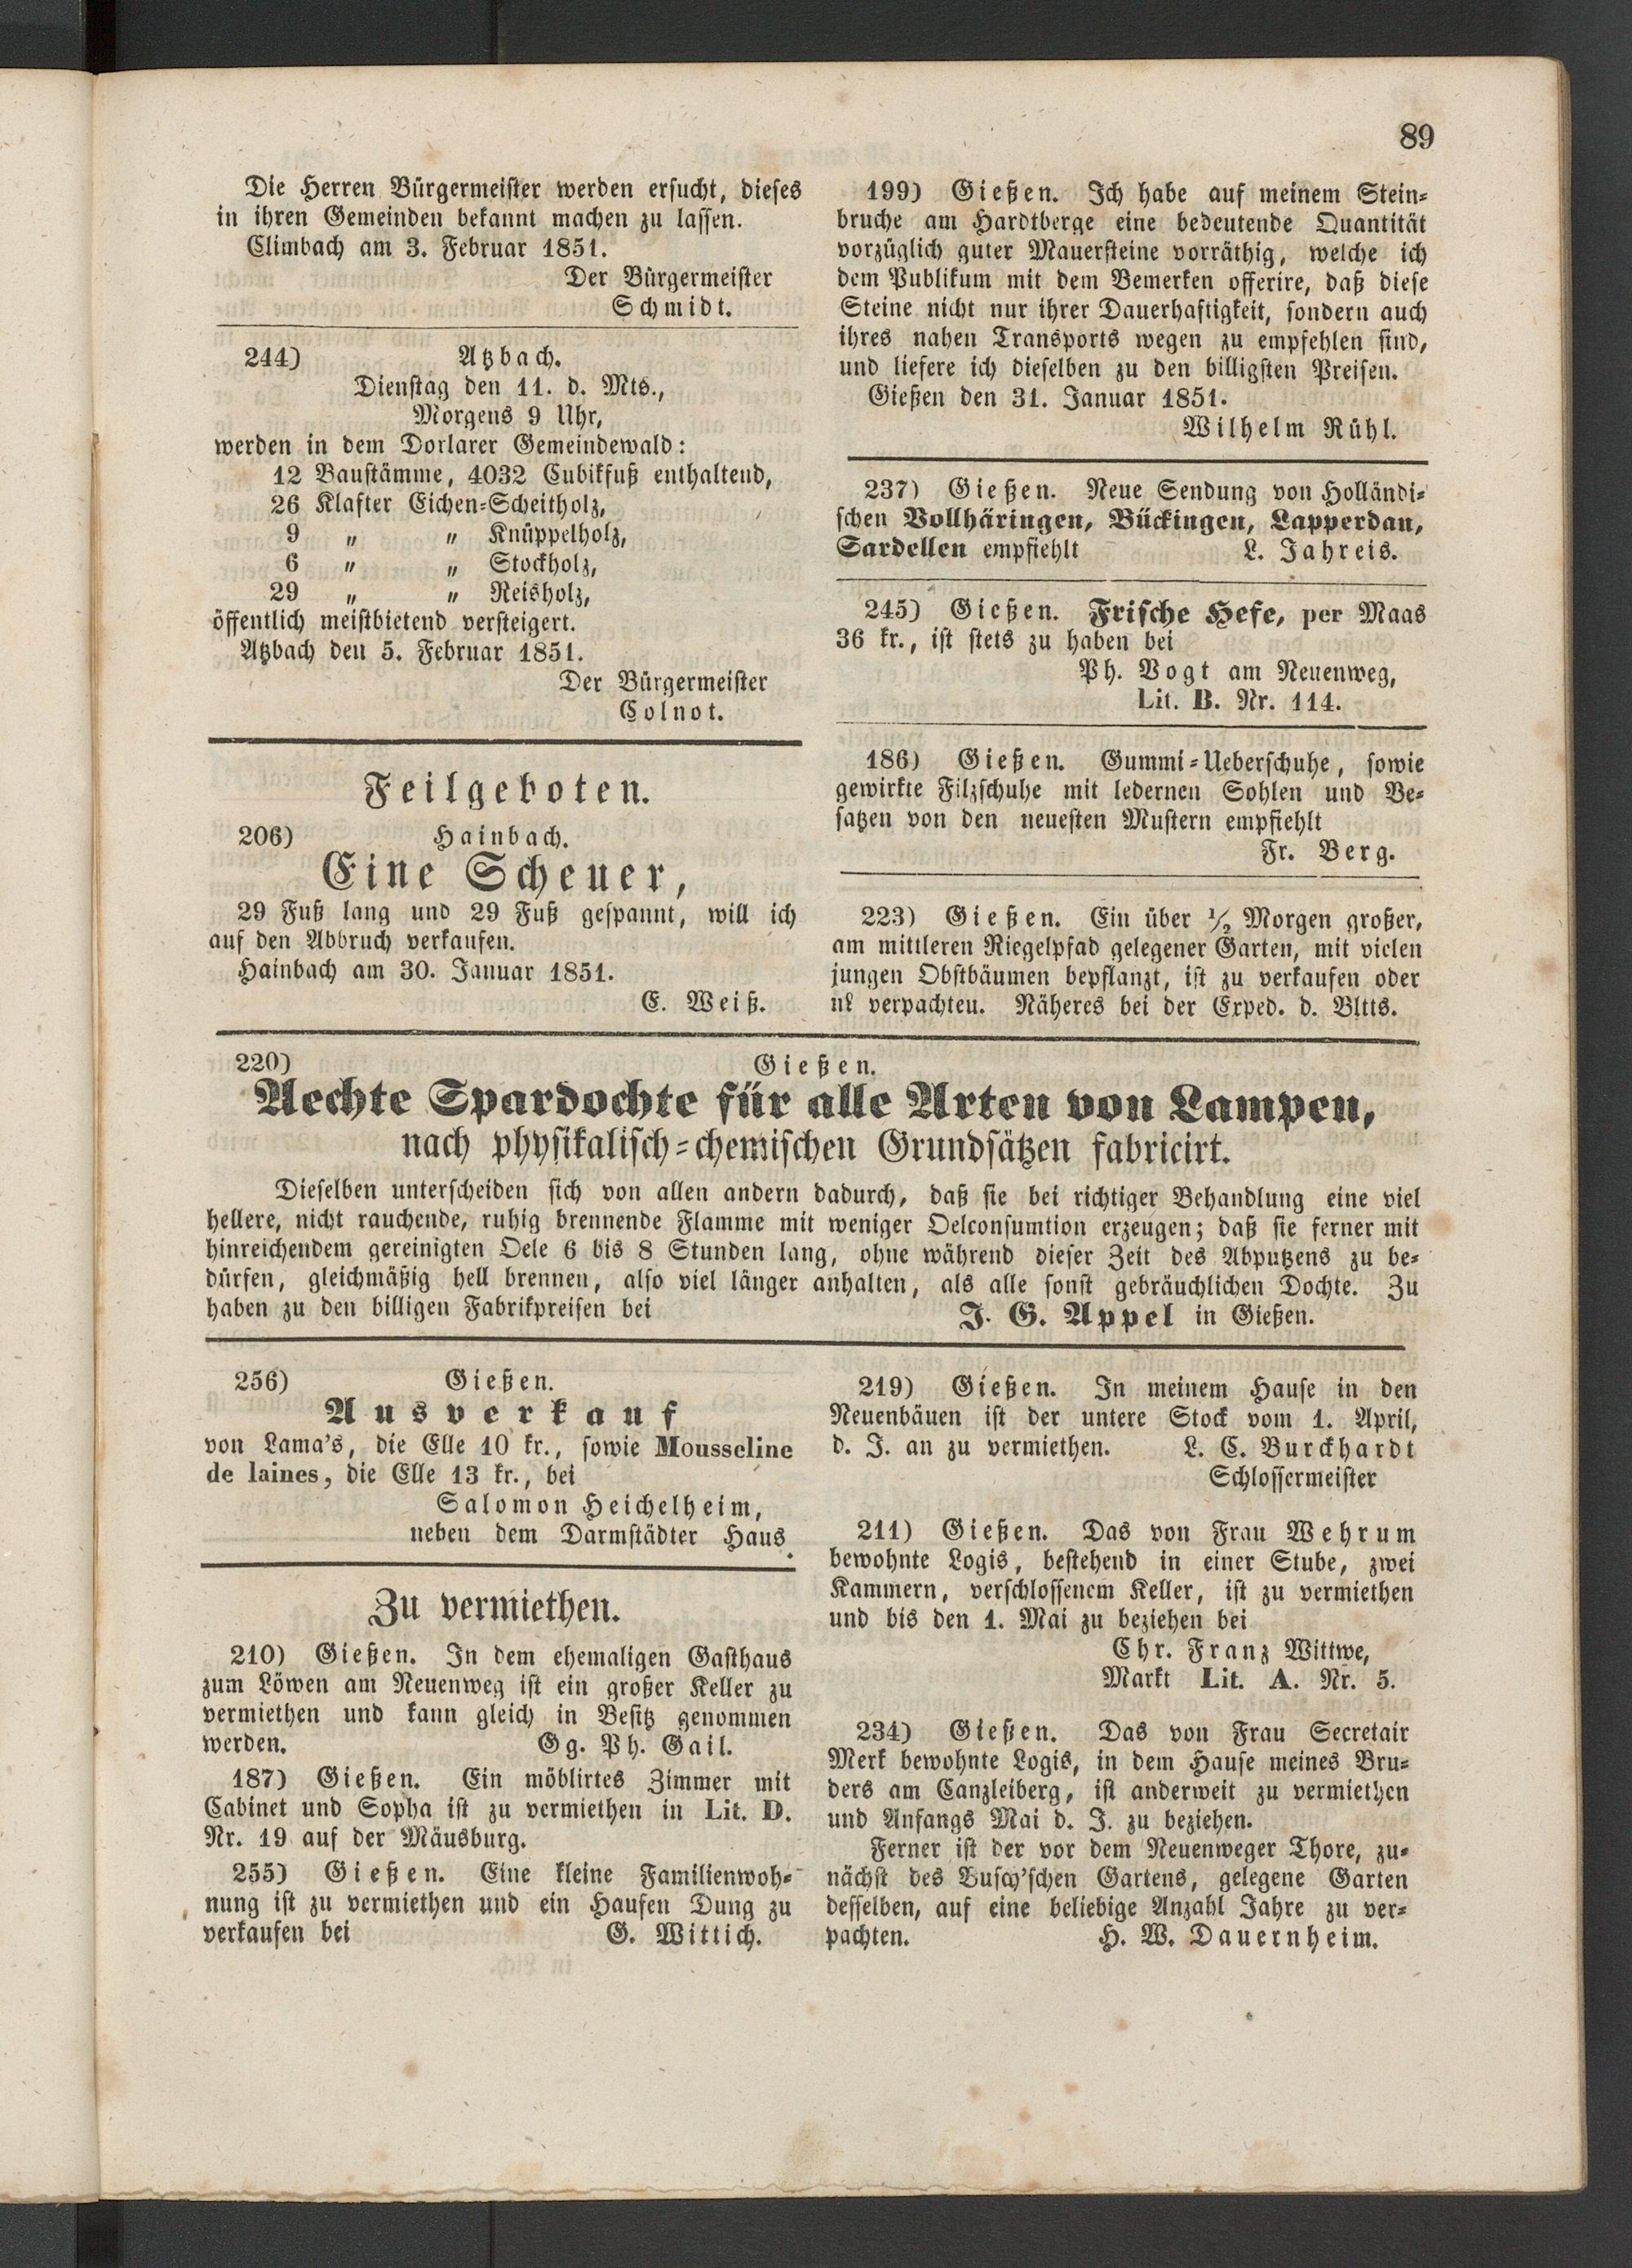 89
Die Herren Bürgermeister werden ersucht, dieses
in ihren Gemeinden bekannt machen zu lassen.
Climbach am 3. Februar 1851.
Der Bürgermeister
Schmidt.
244) Atzbach.
Dienstag den 11. d. Mts.,
Morgens 9 Uhr,
werden in dem Dorlarer Gemeindewald:
12 Baustämme, 4032 Cubikfuß enthaltend,
26 Klafter Eichen-Scheitholz,
9 „ „ Knüppelholz,
6 „ „ Stockholz,
29 „ „ Reisholz,
öffentlich meistbietend versteigert.
Atzbach den 5. Februar 1851.
Der Bürgermeister
Colnot.
Feilgeboten.
206) Hainbach.
Eine Scheuer,
29 Fuß lang und 29 Fuß gespannt, will ich
auf den Abbruch verkaufen.
Hainbach am 30. Januar 1851.
E. Weiß.
199) Gießen. Ich habe auf meinem Stein-
bruche am Hardtberge eine bedeutende Quantität
vorzüglich guter Mauersteine vorräthig, welche ich
dem Publikum mit dem Bemerken offerire, daß diese
Steine nicht nur ihrer Dauerhaftigkeit, sondern auch
ihres nahen Transports wegen zu empfehlen sind,
und liefere ich dieselben zu den billigsten Preisen.
Gießen den 31. Januar 1851.
Wilhelm Rühl.
237) Gießen. Neue Sendung von Holländi-
schen Vollhäringen, Bückingen, Lapperdan,
Sardellen empfiehlt L. Jahreis.
245) Gießen. Frische Hefe, per Maas
36 kr., ist stets zu haben bei
Ph. Vogt am Neuenweg,
Lit. B. Nr. 114.
186) Gießen. Gummi-Ueberschuhe, sowie
gewirkte Filzschuhe mit ledernen Sohlen und Be-
satzen von den neuesten Mustern empfiehlt
Fr. Berg.
223) Gießen. Ein über ½ Morgen großer,
am mittleren Riegelpfad gelegener Garten, mit vielen
jungen Obstbäumen bepflanzt, ist zu verkaufen oder
verpachten. Näheres bei der Exped. d. Bltts.
220) Gießen.
Aechte Spardochte für alle Arten von Lampen,
nach physikalisch-chemischen Grundsätzen fabricirt.
Dieselben unterscheiden sich von allen andern dadurch, daß sie bei richtiger Behandlung eine viel
hellere, nicht rauchende, ruhig brennende Flamme mit weniger Oelconsumtion erzeugen; daß sie ferner mit
hinreichendem gereinigten Oele 6 bis 8 Stunden lang, ohne während dieser Zeit des Abputzens zu be-
dürfen, gleichmäßig hell brennen, also viel länger anhalten, als alle sonst gebräuchlichen Dochte. Zu
haben zu den billigen Fabrikpreisen bei J. G. Appel in Gießen.
256) Gießen.
Ausverkauf
von Lama's, die Elle 10 kr., sowie Mousseline
de laines, die Elle 13 kr., bei
Salomon Heichelheim,
neben dem Darmstädter Haus.
Zu vermiethen.
210) Gießen. In dem ehemaligen Gasthaus
zum Löwen am Neuenweg ist ein großer Keller zu
vermiethen und kann gleich in Besitz genommen
werden. Gg. Ph. Gail.
187) Gießen. Ein möblirtes Zimmer mit
Cabinet und Sopha ist zu vermiethen in Lit. D.
Nr. 19 auf der Mäusburg.
255) Gießen. Eine kleine Familienwoh-
nung ist zu vermiethen und ein Haufen Dung zu
verkaufen bei G. Wittich.
219) Gießen. In meinem Hause in den
Neuenbäuen ist der untere Stock vom 1. April,
d. J. an zu vermiethen. L. C. Burckhardt
Schlossermeister
211) Gießen. Das von Frau Wehrum
bewohnte Logis, bestehend in einer Stube, zwei
Kammern, verschlossenem Keller, ist zu vermiethen
und bis den 1. Mai zu beziehen bei
Chr. Franz Wittwe,
Markt Lit. A. Nr. 5.
234) Gießen. Das von Frau Secretair
Merk bewohnte Logis, in dem Hause meines Bru-
ders am Canzleiberg, ist anderweit zu vermiethen
und Anfangs Mai d. J. zu beziehen.
Ferner ist der vor dem Neuenweger Thore, zu-
nächst des Busch'schen Gartens, gelegene Garten
desselben, auf eine beliebige Anzahl Jahre zu ver-
pachten. H. W. Dauernheim.